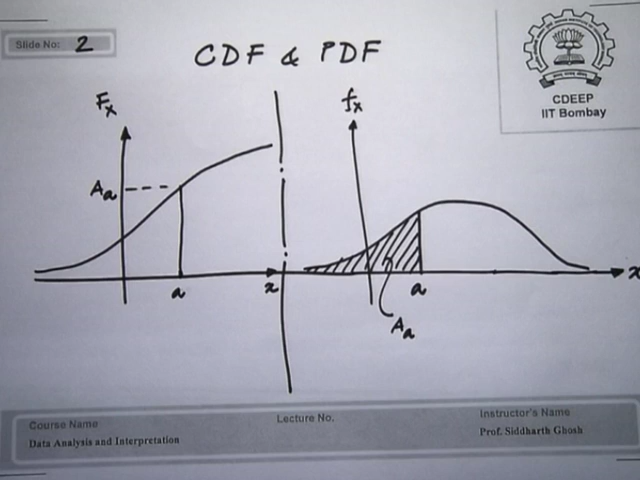 Slide No: 2
CDF & PDF
CDEEP
IIT Bombay
Fx
Aa
a
x
fx
a
x
Aa
Course Name
Data Analysis and Interpretation
Lecture No.
Instructor's Name
Prof. Siddharth Ghosh